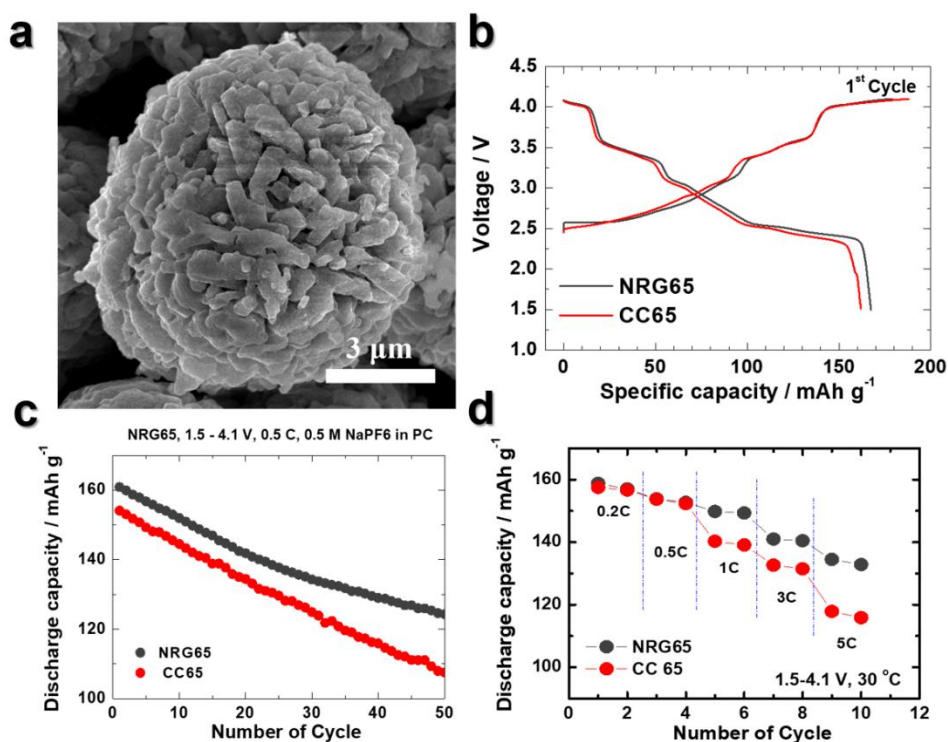 a
3 µm
b
1st Cycle
4.5
4.0
3.5
3.0
2.5
2.0
1.5
1.0
Voltage / V
NRG65
CC65
0 50 100 150 200
Specific capacity / mAh g-1
c
NRG65, 1.5 - 4.1 V, 0.5 C, 0.5 M NaPF6 in PC
160
140
120
100
Discharge capacity / mAh g-1
NRG65
CC65
0 10 20 30 40 50
Number of Cycle
d
160
140
120
100
Discharge capacity / mAh g-1
0.2C
0.5C
1C
3C
5C
NRG65
CC 65
1.5-4.1 V, 30 oC
0 2 4 6 8 10 12
Number of Cycle